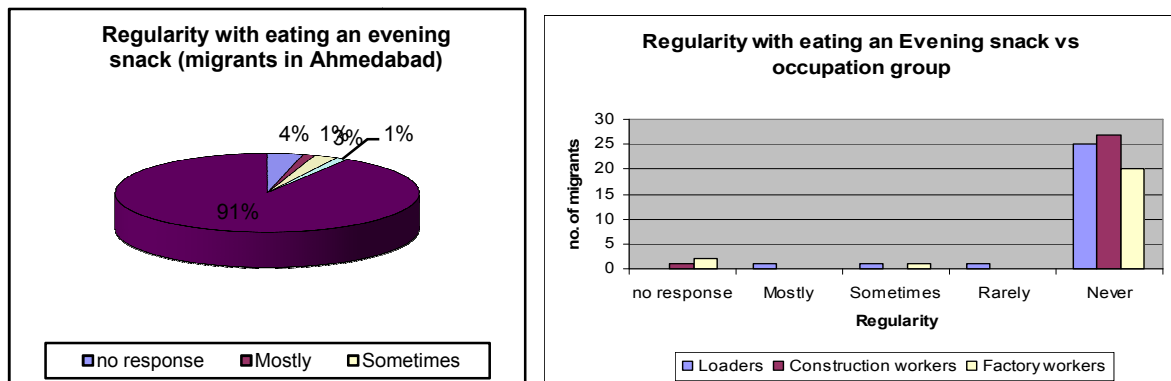 Regularity with eating an evening
snack (migrants in Ahmedabad)
4% 1% 3% 1%
91%
no response Mostly Sometimes
Regularity with eating an Evening snack vs
occupation group
no. of migrants
30
25
20
15
10
5
0
no response Mostly Sometimes Rarely Never
Regularity
Loaders Construction workers Factory workers